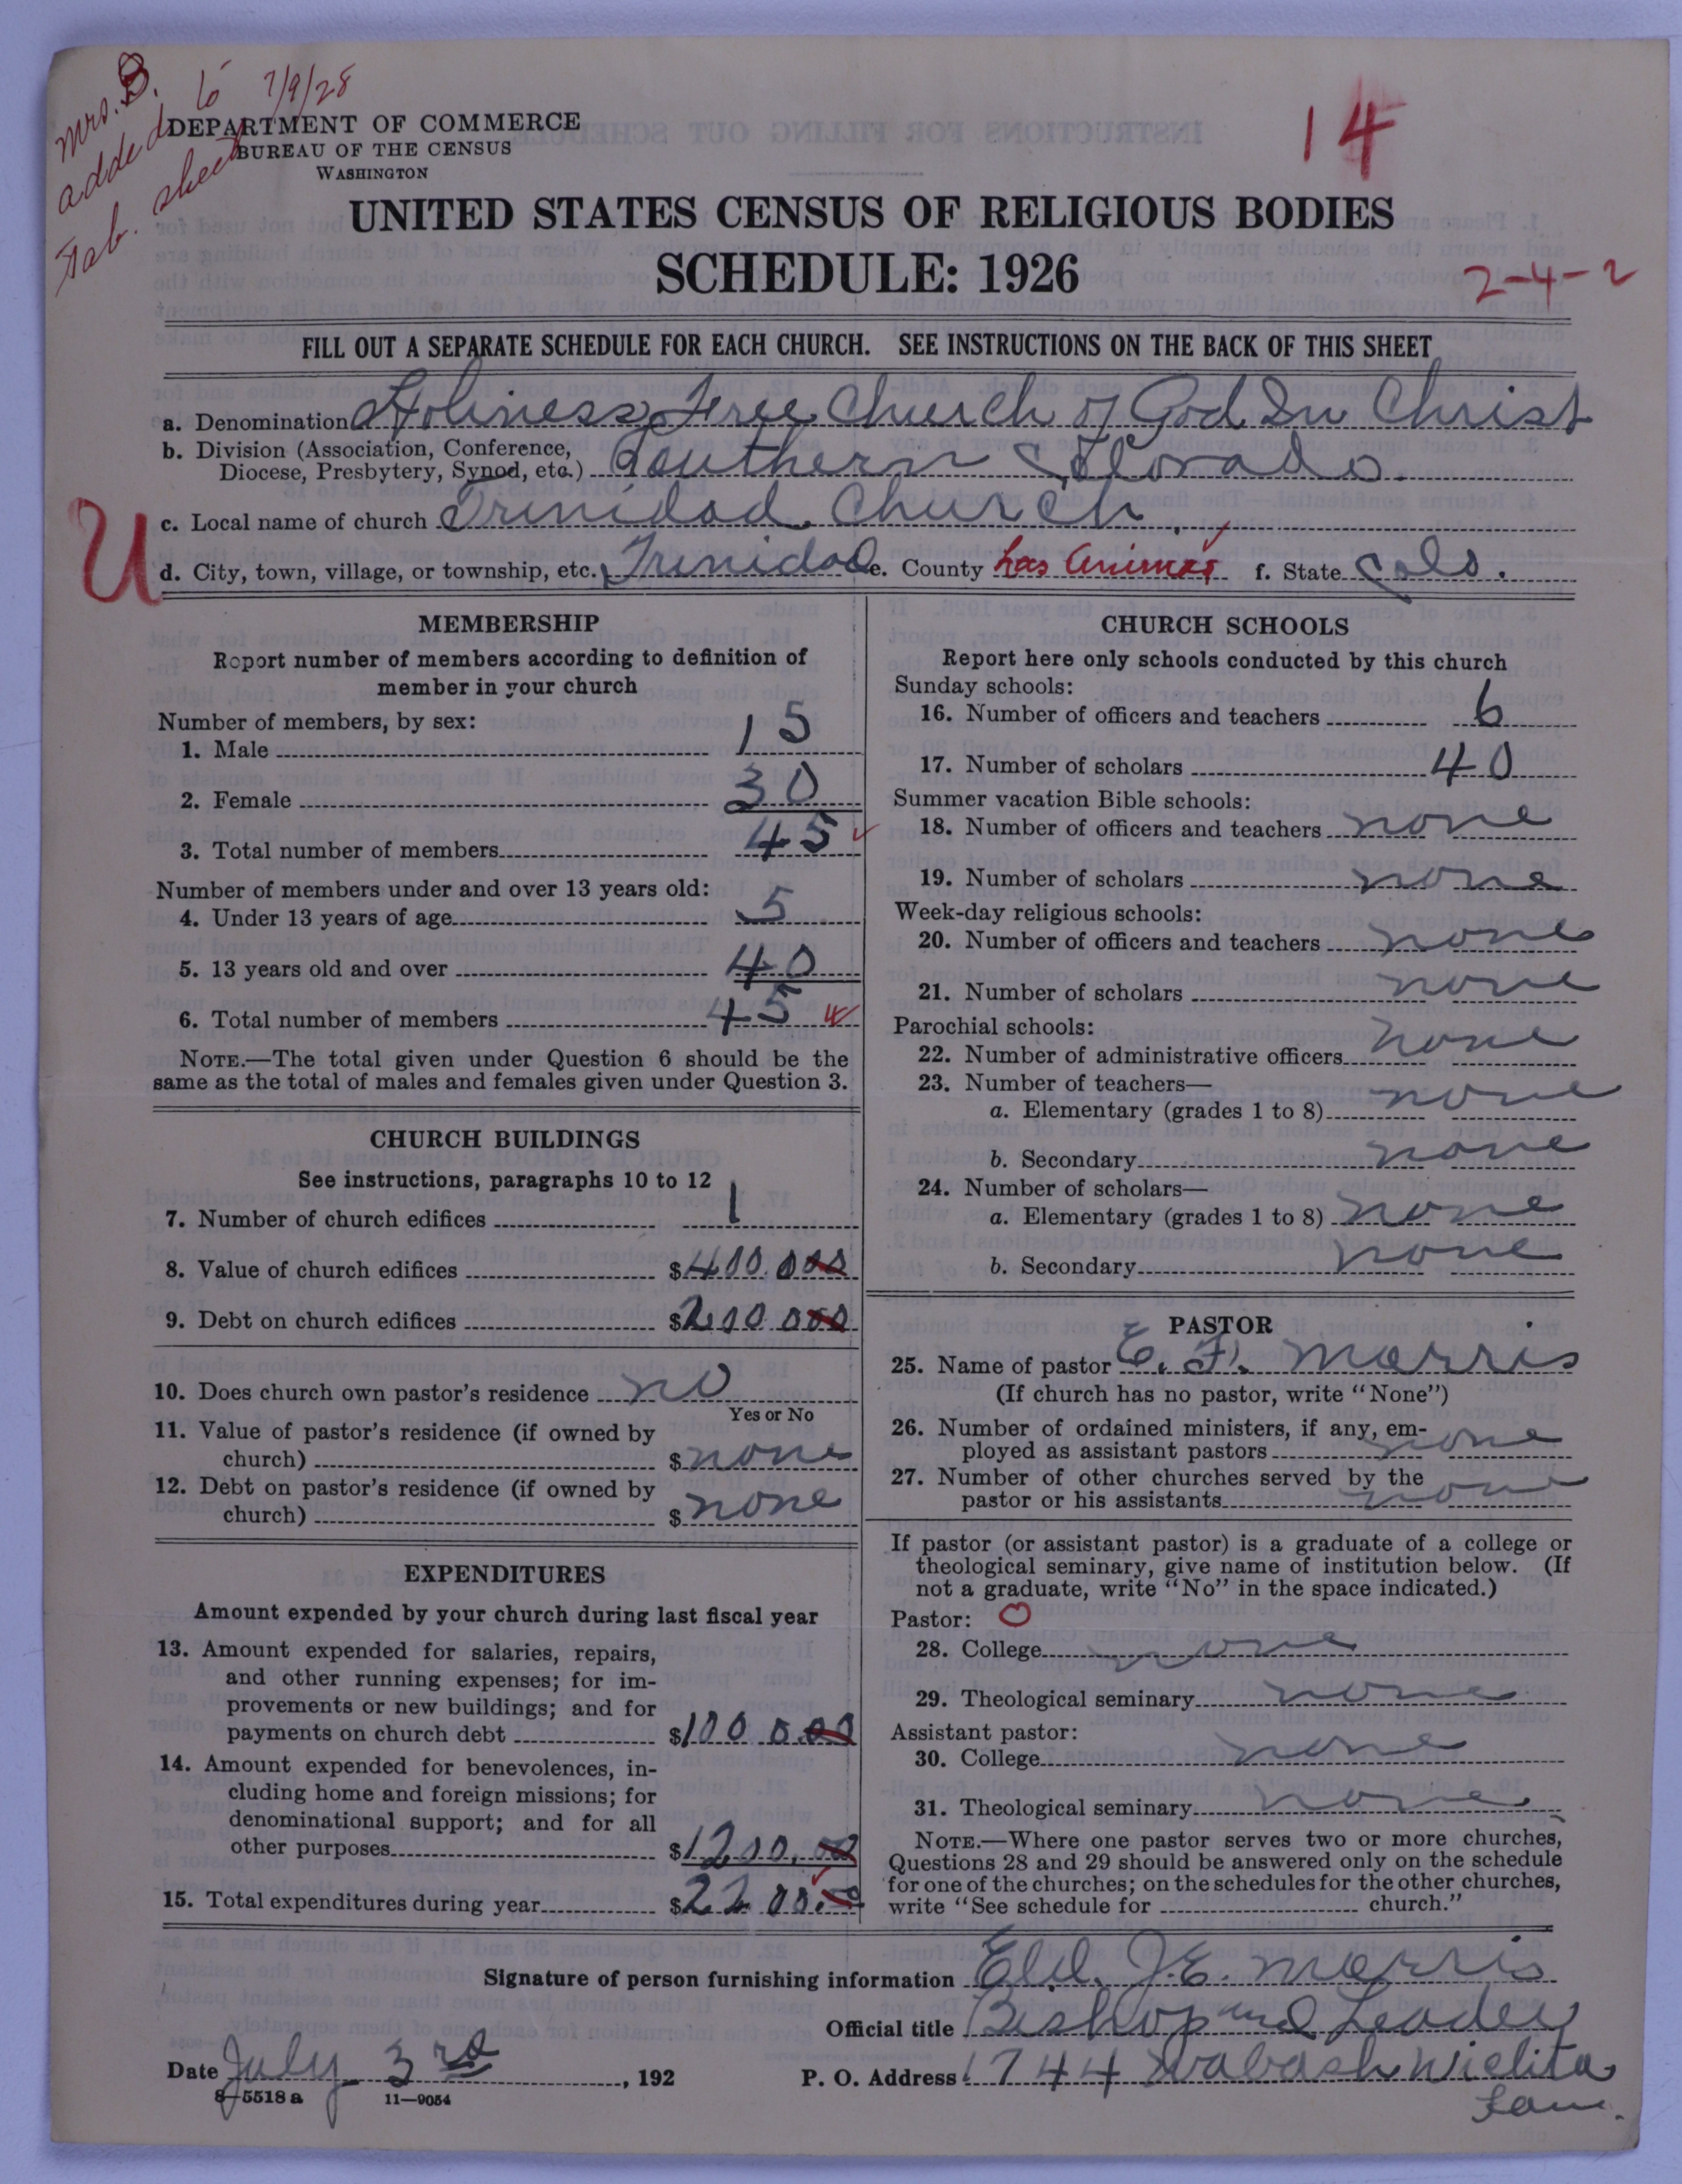 Mrs. B.
added to 7/9/28
Tab. sheet
DEPARTMENT OF COMMERCE
BUREAU OF THE CENSUS
WASHINGTON
14
UNITED STATES CENSUS OF RELIGIOUS BODIES
SCHEDULE: 1926
2-4-2
FILL OUT A SEPARATE SCHEDULE FOR EACH CHURCH. SEE INSTRUCTIONS ON THE BACK OF THIS SHEET
a. Denomination Holiness Free Church of God In Christ
b. Division (Association, Conference,
Diocese, Presbytery, Synod, etc.) Southern Colorado.
U
c. Local name of church Trinidad Church.
d. City, town, village, or township, etc. Trinidad e. County Las Animas f. State Colo.
MEMBERSHIP
Report number of members according to definition of
member in your church
Number of members, by sex:
1. Male 15
2. Female 30
3. Total number of members 45
Number of members under and over 13 years old:
4. Under 13 years of age 5
5. 13 years old and over 40
6. Total number of members 45
NOTE.—The total given under Question 6 should be the
same as the total of males and females given under Question 3.
CHURCH BUILDINGS
See instructions, paragraphs 10 to 12
7. Number of church edifices 1
8. Value of church edifices $400.000
9. Debt on church edifices $200.000
10. Does church own pastor's residence no
Yes or No
11. Value of pastor's residence (if owned by
church) $ none
12. Debt on pastor's residence (if owned by
church) $ none
EXPENDITURES
Amount expended by your church during last fiscal year
13. Amount expended for salaries, repairs,
and other running expenses; for im-
provements or new buildings; and for
payments on church debt $100 0.00
14. Amount expended for benevolences, in-
cluding home and foreign missions; for
denominational support; and for all
other purposes $1200.00
15. Total expenditures during year $2200.00
CHURCH SCHOOLS
Report here only schools conducted by this church
Sunday schools:
16. Number of officers and teachers 6
17. Number of scholars 40
Summer vacation Bible schools:
18. Number of officers and teachers none
19. Number of scholars none
Week-day religious schools:
20. Number of officers and teachers none
21. Number of scholars none
Parochial schools:
22. Number of administrative officers none
23. Number of teachers—
a. Elementary (grades 1 to 8) none
b. Secondary none
24. Number of scholars—
a. Elementary (grades 1 to 8) none
b. Secondary none
PASTOR
25. Name of pastor E. F. Morris
(If church has no pastor, write "None")
26. Number of ordained ministers, if any, em-
ployed as assistant pastors none
27. Number of other churches served by the
pastor or his assistants none
If pastor (or assistant pastor) is a graduate of a college or
theological seminary, give name of institution below. (If
not a graduate, write "No" in the space indicated.)
Pastor: O
28. College none
29. Theological seminary none
Assistant pastor:
30. College none
31. Theological seminary none
NOTE.—Where one pastor serves two or more churches,
Questions 28 and 29 should be answered only on the schedule
for one of the churches; on the schedules for the other churches,
write "See schedule for church."
Signature of person furnishing information Eld. J.E. Morris
Official title Bishop and Leader
Date July 3rd, 192 P. O. Address 1744 Wabash Wichita
Kan.
8—5518 a 11—9054